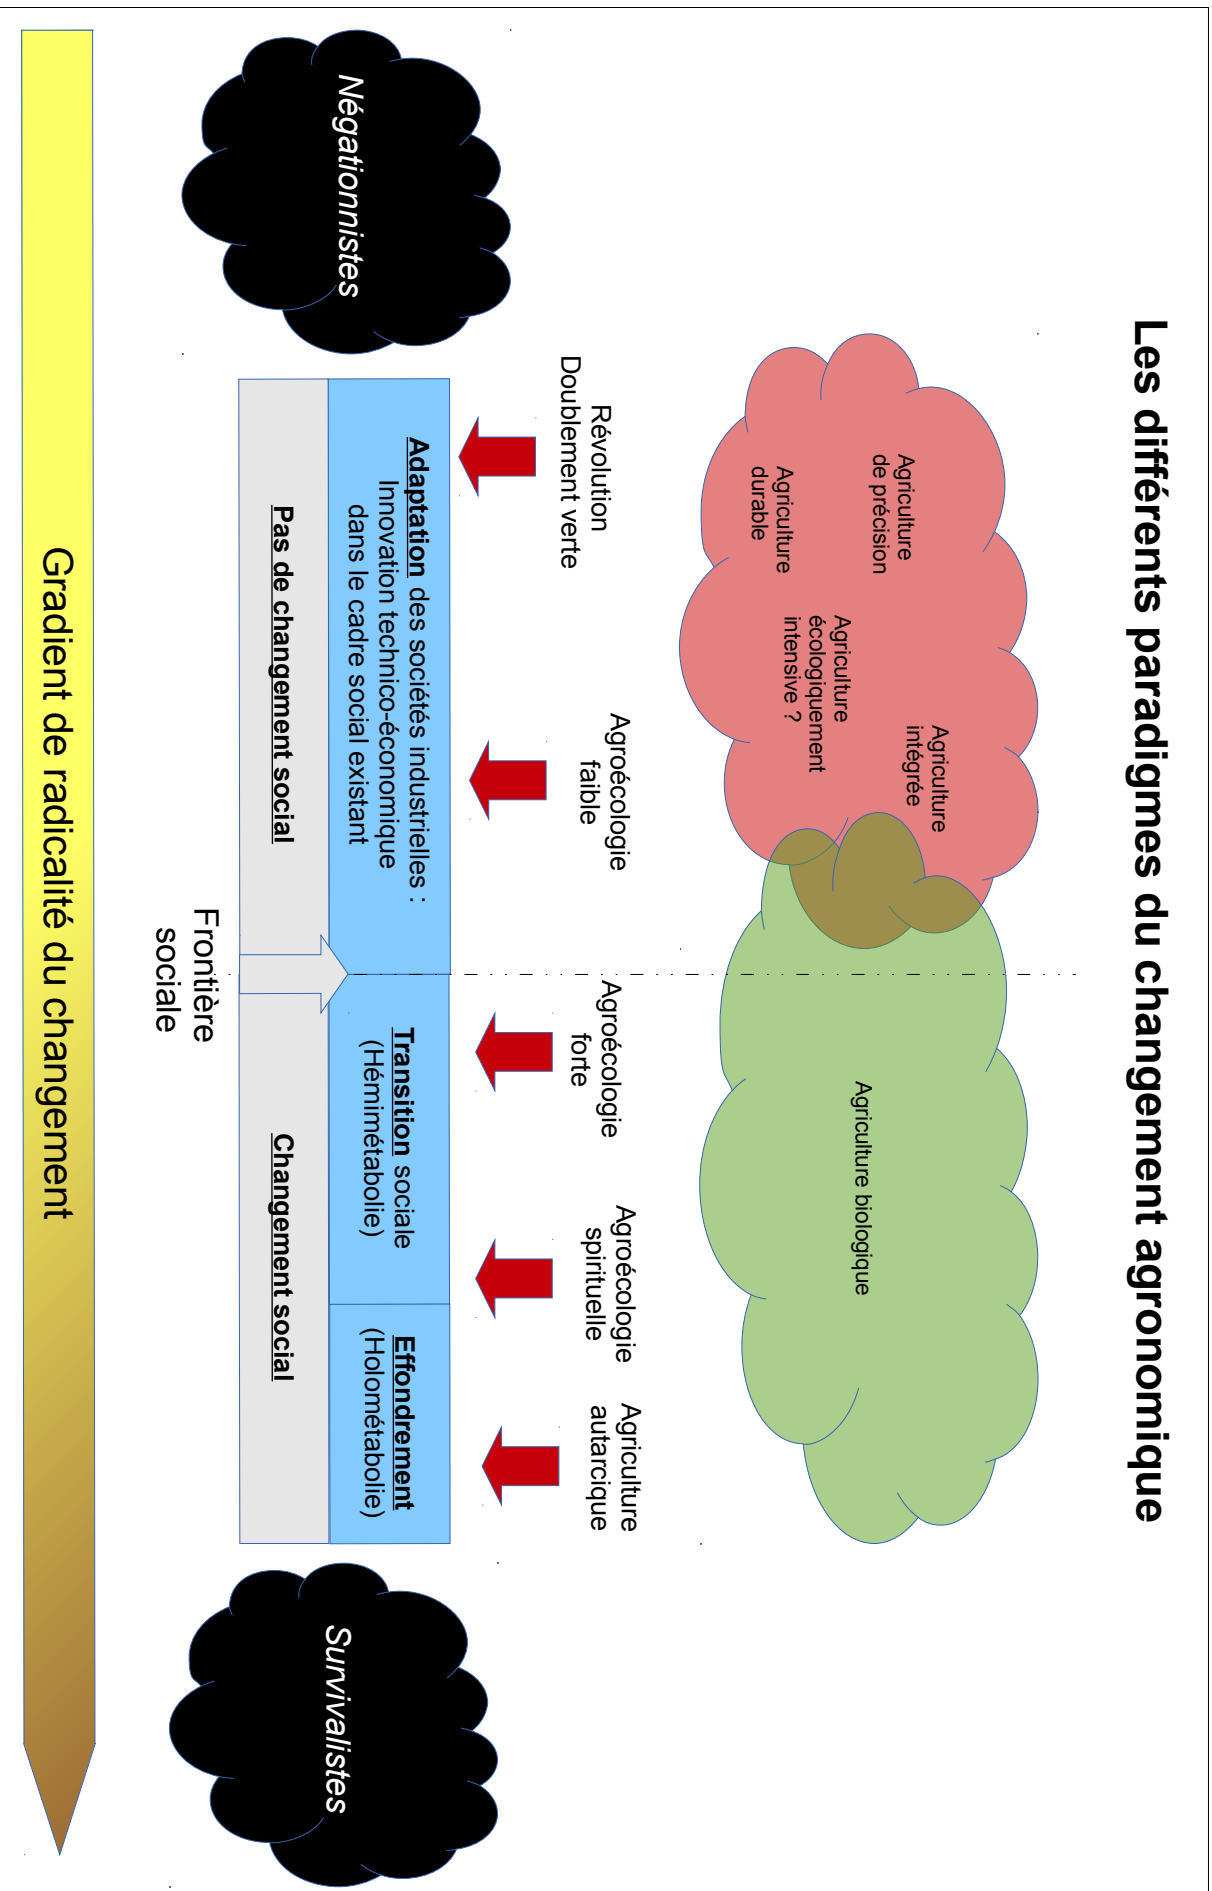 Les différents paradigmes du changement agronomique
Agriculture
de précision
Agriculture
durable
Agriculture
écologiquement
intensive ?
Agriculture
intégrée
Agriculture biologique
Révolution
Doublement verte
Agroécologie
faible
Agroécologie
forte
Agroécologie
spirituelle
Agriculture
autarcique
Négationnistes
Adaptation des sociétés industrielles :
Innovation technico-économique
dans le cadre social existant
Transition sociale
(Hémimétabolie)
Effondrement
(Holométabolie)
Survivalistes
Pas de changement social
Changement social
Frontière
sociale
Gradient de radicalité du changement